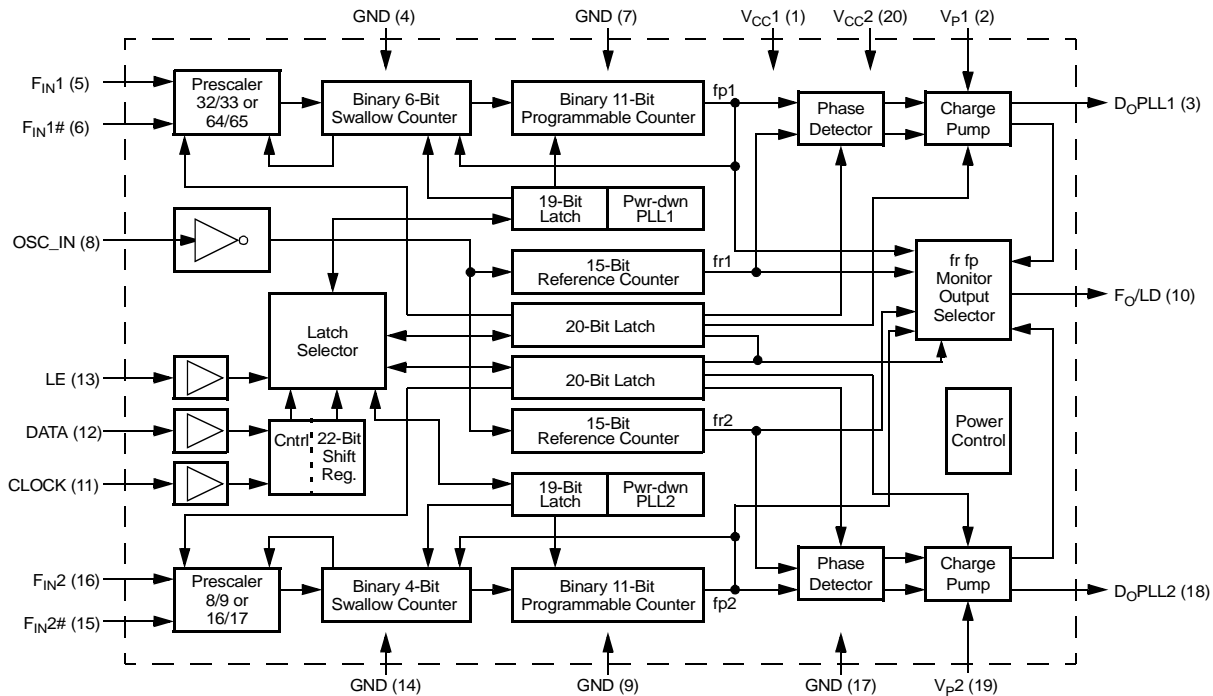 GND (4)
GND (7)
VCC1 (1)
VCC2 (20)
VP1 (2)
FIN1 (5)
FIN1# (6)
Prescaler
32/33 or
64/65
Binary 6-Bit
Swallow Counter
Binary 11-Bit
Programmable Counter
fp1
Phase
Detector
Charge
Pump
DOPLL1 (3)
19-Bit
Latch
Pwr-dwn
PLL1
OSC_IN (8)
15-Bit
Reference Counter
fr1
fr fp
Monitor
Output
Selector
FO/LD (10)
Latch
Selector
20-Bit Latch
LE (13)
20-Bit Latch
DATA (12)
Cntrl
22-Bit
Shift
Reg.
15-Bit
Reference Counter
fr2
Power
Control
CLOCK (11)
19-Bit
Latch
Pwr-dwn
PLL2
FIN2 (16)
FIN2# (15)
Prescaler
8/9 or
16/17
Binary 4-Bit
Swallow Counter
Binary 11-Bit
Programmable Counter
fp2
Phase
Detector
Charge
Pump
DOPLL2 (18)
GND (14)
GND (9)
GND (17)
VP2 (19)